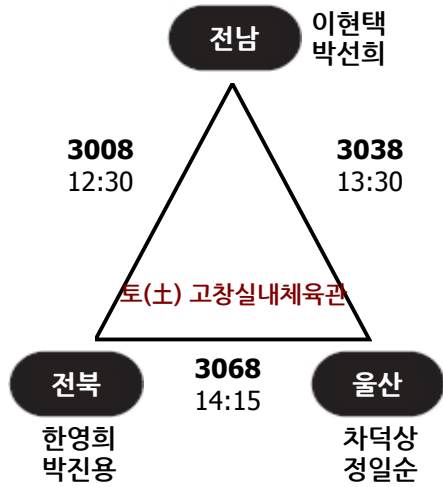 전남
이현택
박선희
3008
12:30
3038
13:30
토(土) 고창실내체육관
3068
14:15
전북
한영희
박진용
울산
차덕상
정일순